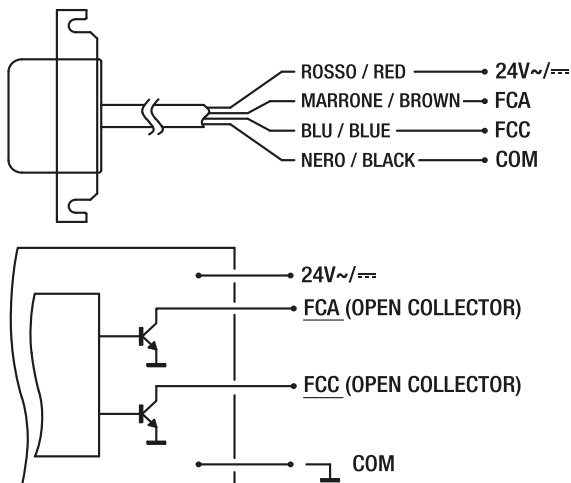 ROSSO / RED 24V~/⎓
MARRONE / BROWN FCA
BLU / BLUE FCC
NERO / BLACK COM
24V~/⎓
FCA (OPEN COLLECTOR)
FCC (OPEN COLLECTOR)
COM